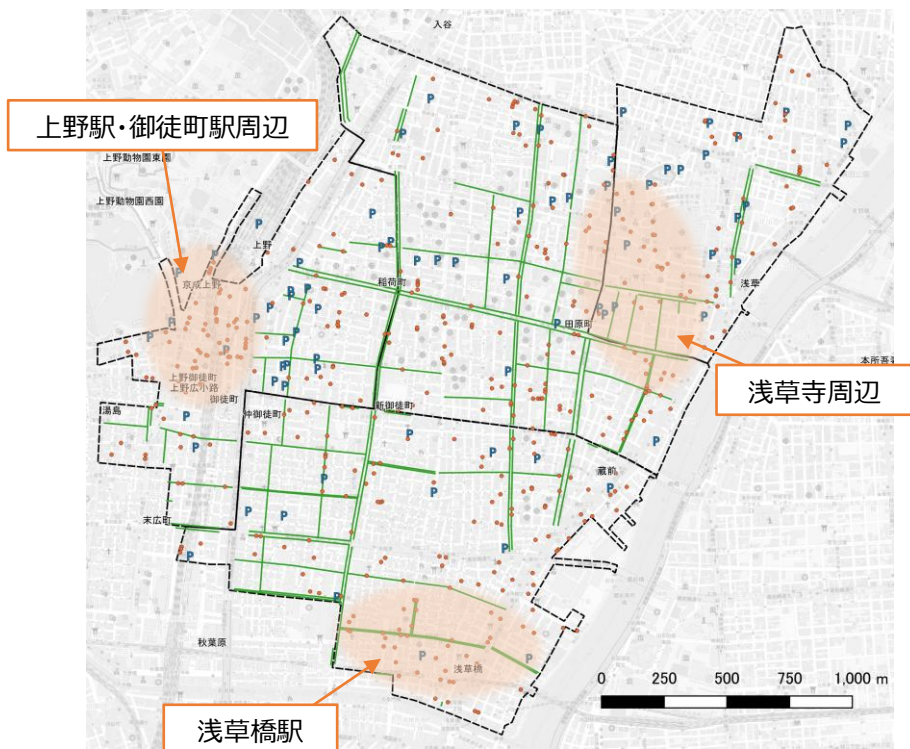 入谷
上野駅・御徒町駅周辺
上野動物園東園
上野動物園西園
上野
京成上野
稲荷町
浅草
田原町
本所吾妻
浅草寺周辺
上野御徒町
上野広小路
御徒町
湯島
仲御徒町
新御徒町
蔵前
末広町
秋葉原
浅草橋
浅草橋駅
0 250 500 750 1,000 m
P